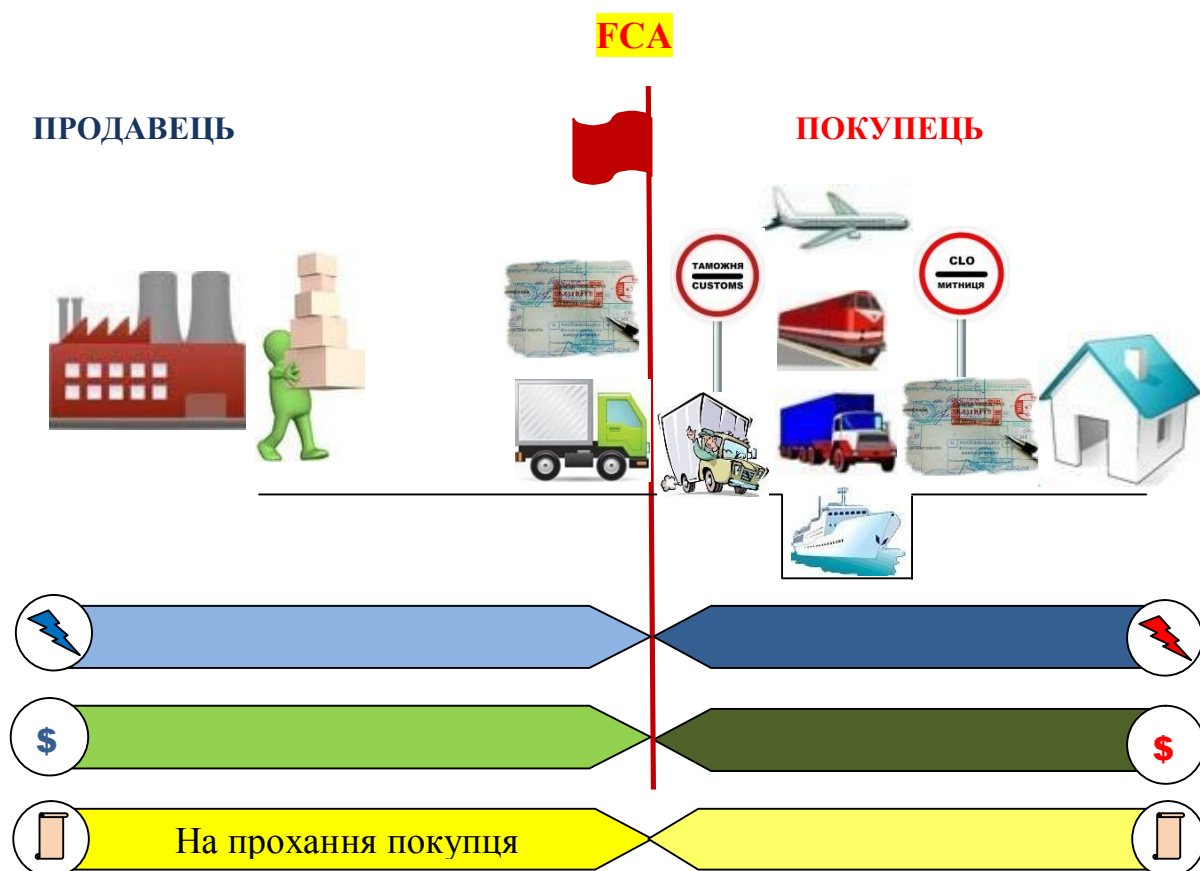 FCA
ПРОДАВЕЦЬ
ПОКУПЕЦЬ
ТАМОЖНЯ
CUSTOMS
CLO
МИТНИЦЯ
$
$
На прохання покупця